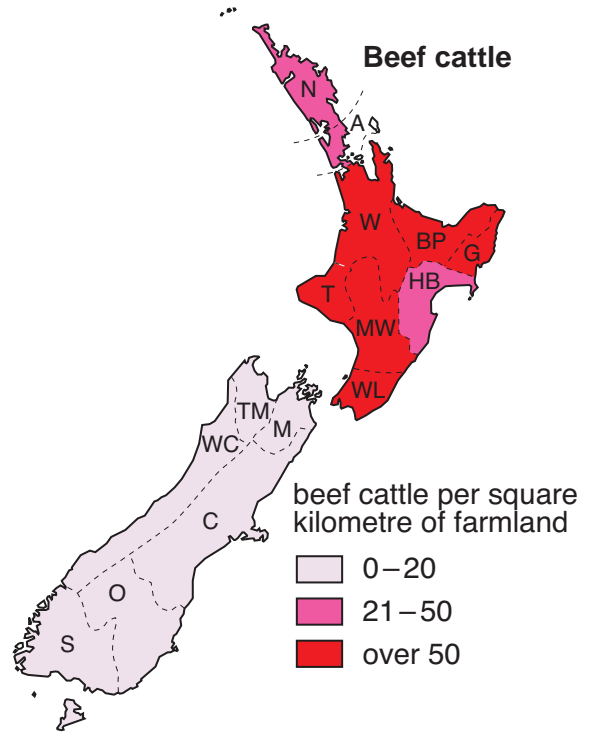 Beef cattle
N
A
W
BP
G
HB
T
MW
WL
TM
M
WC
C
O
S
beef cattle per square
kilometre of farmland
0–20
21–50
over 50